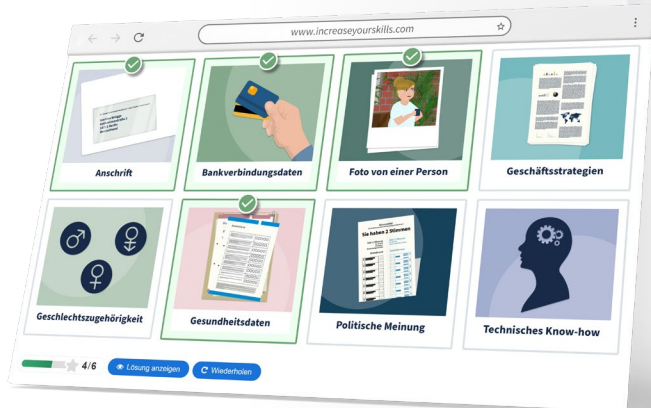 www.increaseyourskills.com
Anschrift
Bankverbindungsdaten
Foto von einer Person
Geschäftsstrategien
Sie haben 2 Stimmen
Geschlechtszugehörigkeit
Gesundheitsdaten
Politische Meinung
Technisches Know-how
4/6
Lösung anzeigen
Wiederholen